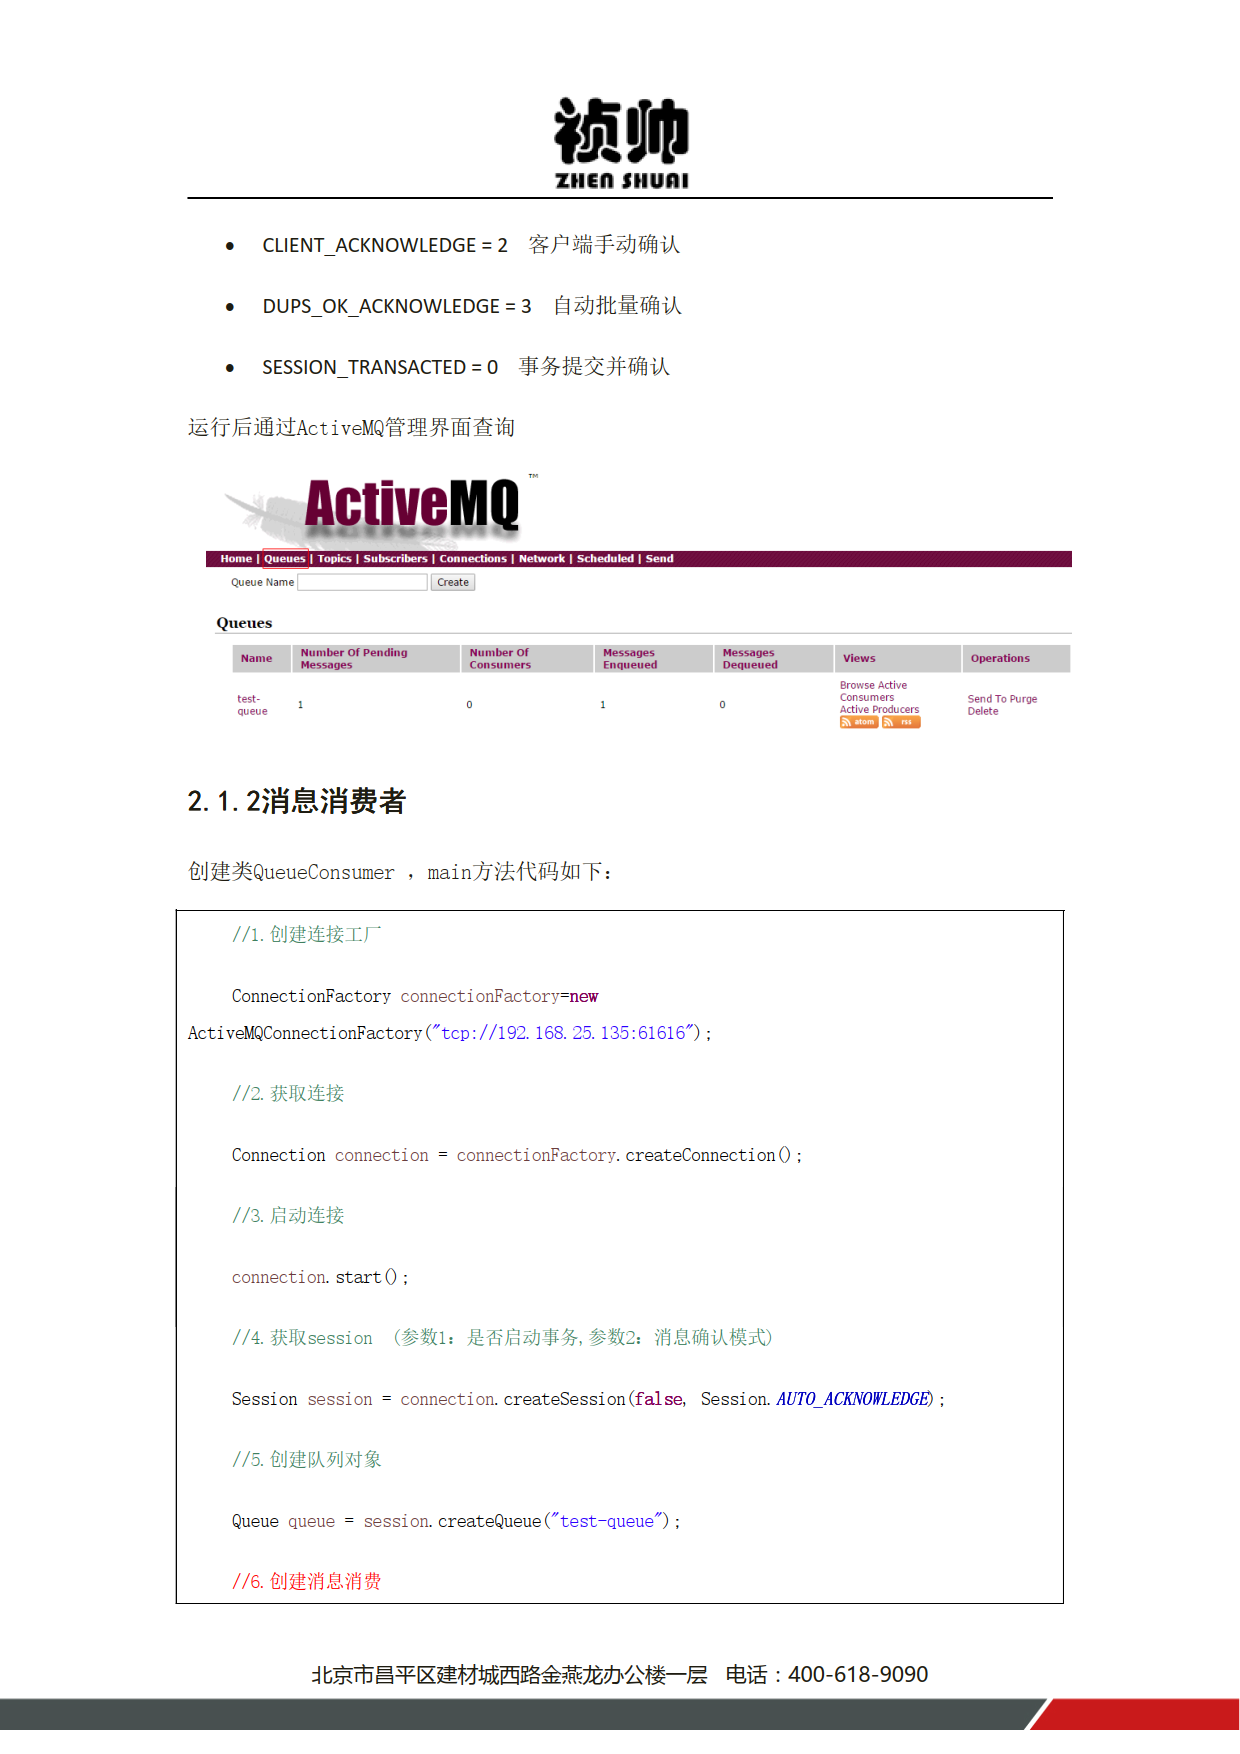 祯帅
ZHEN SHUAI
• CLIENT_ACKNOWLEDGE = 2 客户端手动确认
• DUPS_OK_ACKNOWLEDGE = 3 自动批量确认
• SESSION_TRANSACTED = 0 事务提交并确认
运行后通过ActiveMQ管理界面查询
ActiveMQ™
Home | Queues | Topics | Subscribers | Connections | Network | Scheduled | Send
Queue Name Create
Queues
Name Number Of Pending Messages Number Of Consumers Messages Enqueued Messages Dequeued Views Operations
test-queue 1 0 1 0 Browse Active Consumers Active Producers atom rss Send To Purge Delete
2.1.2消息消费者
创建类QueueConsumer ，main方法代码如下：
//1.创建连接工厂
ConnectionFactory connectionFactory=new
ActiveMQConnectionFactory("tcp://192.168.25.135:61616");
//2.获取连接
Connection connection = connectionFactory.createConnection();
//3.启动连接
connection.start();
//4.获取session (参数1：是否启动事务,参数2：消息确认模式)
Session session = connection.createSession(false, Session.AUTO_ACKNOWLEDGE);
//5.创建队列对象
Queue queue = session.createQueue("test-queue");
//6.创建消息消费
北京市昌平区建材城西路金燕龙办公楼一层 电话：400-618-9090